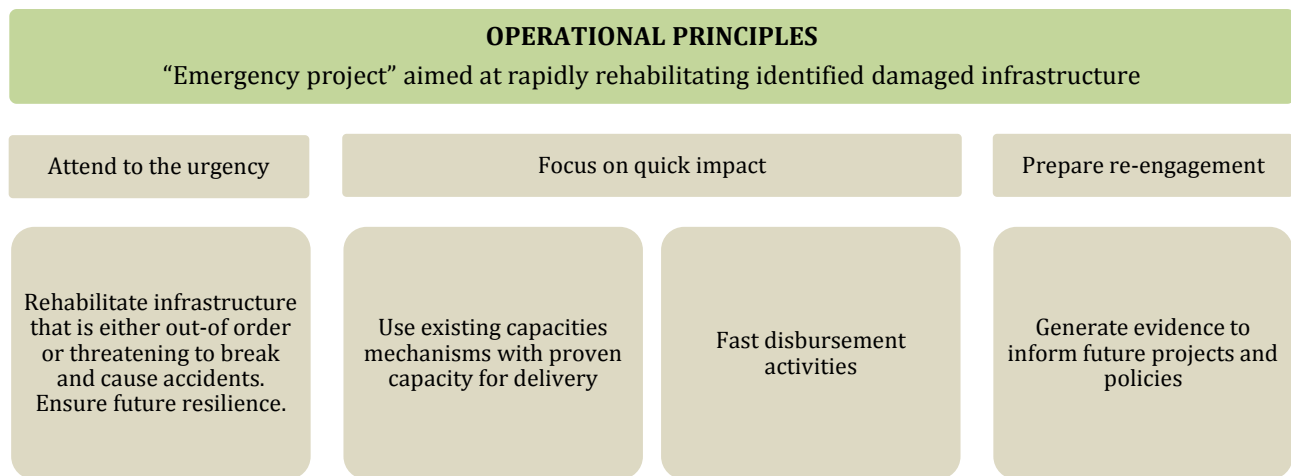 OPERATIONAL PRINCIPLES
“Emergency project” aimed at rapidly rehabilitating identified damaged infrastructure
Attend to the urgency
Focus on quick impact
Prepare re-engagement
Rehabilitate infrastructure
that is either out-of order
or threatening to break
and cause accidents.
Ensure future resilience.
Use existing capacities
mechanisms with proven
capacity for delivery
Fast disbursement
activities
Generate evidence to
inform future projects and
policies